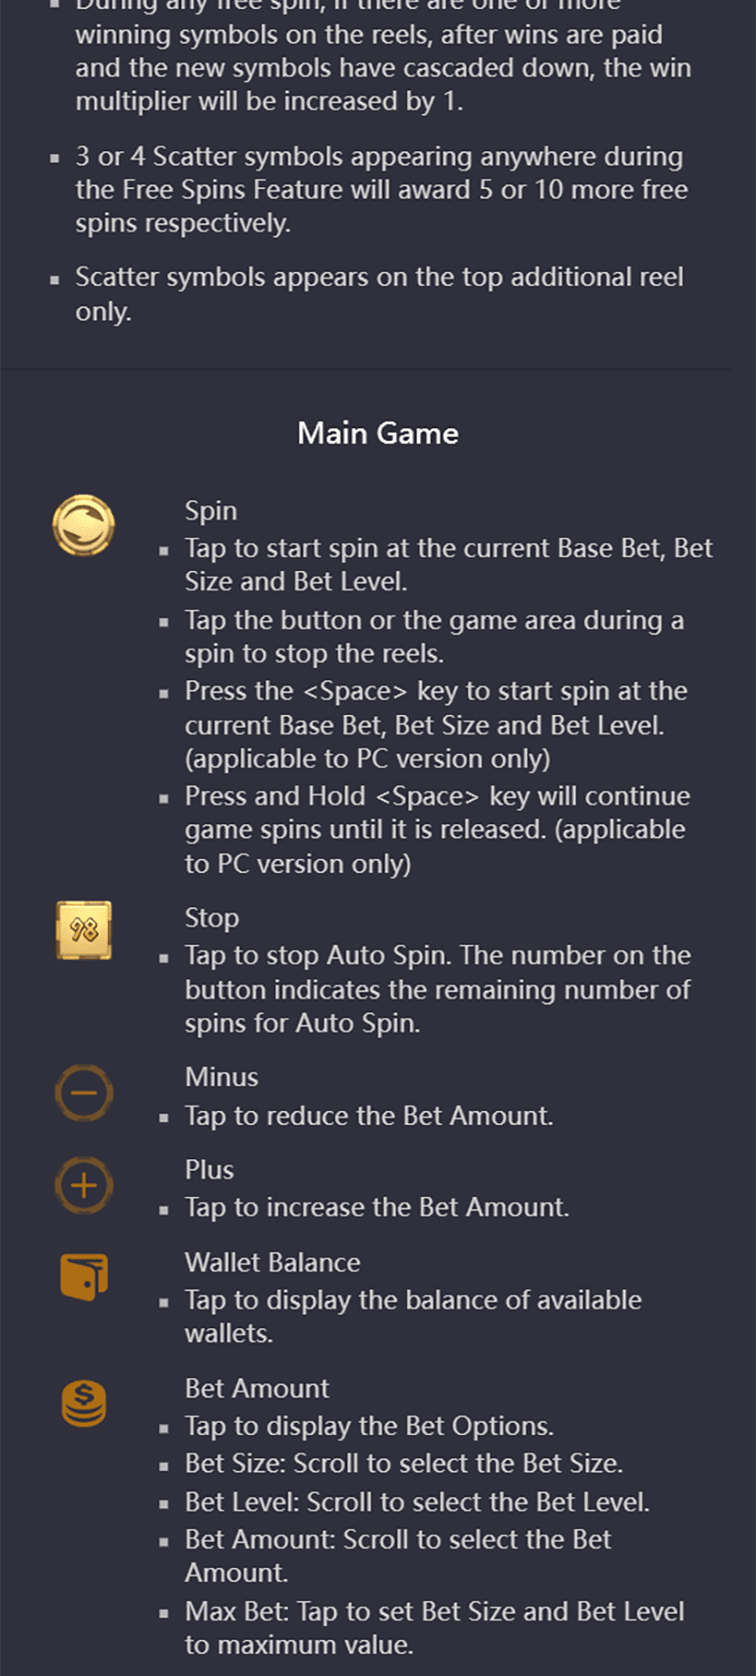 During any free spin, if there are one or more
winning symbols on the reels, after wins are paid
and the new symbols have cascaded down, the win
multiplier will be increased by 1.
3 or 4 Scatter symbols appearing anywhere during
the Free Spins Feature will award 5 or 10 more free
spins respectively.
Scatter symbols appears on the top additional reel
only.
Main Game
Spin
Tap to start spin at the current Base Bet, Bet
Size and Bet Level.
Tap the button or the game area during a
spin to stop the reels.
Press the <Space> key to start spin at the
current Base Bet, Bet Size and Bet Level.
(applicable to PC version only)
Press and Hold <Space> key will continue
game spins until it is released. (applicable
to PC version only)
98
Stop
Tap to stop Auto Spin. The number on the
button indicates the remaining number of
spins for Auto Spin.
Minus
Tap to reduce the Bet Amount.
Plus
Tap to increase the Bet Amount.
Wallet Balance
Tap to display the balance of available
wallets.
$
Bet Amount
Tap to display the Bet Options.
Bet Size: Scroll to select the Bet Size.
Bet Level: Scroll to select the Bet Level.
Bet Amount: Scroll to select the Bet
Amount.
Max Bet: Tap to set Bet Size and Bet Level
to maximum value.